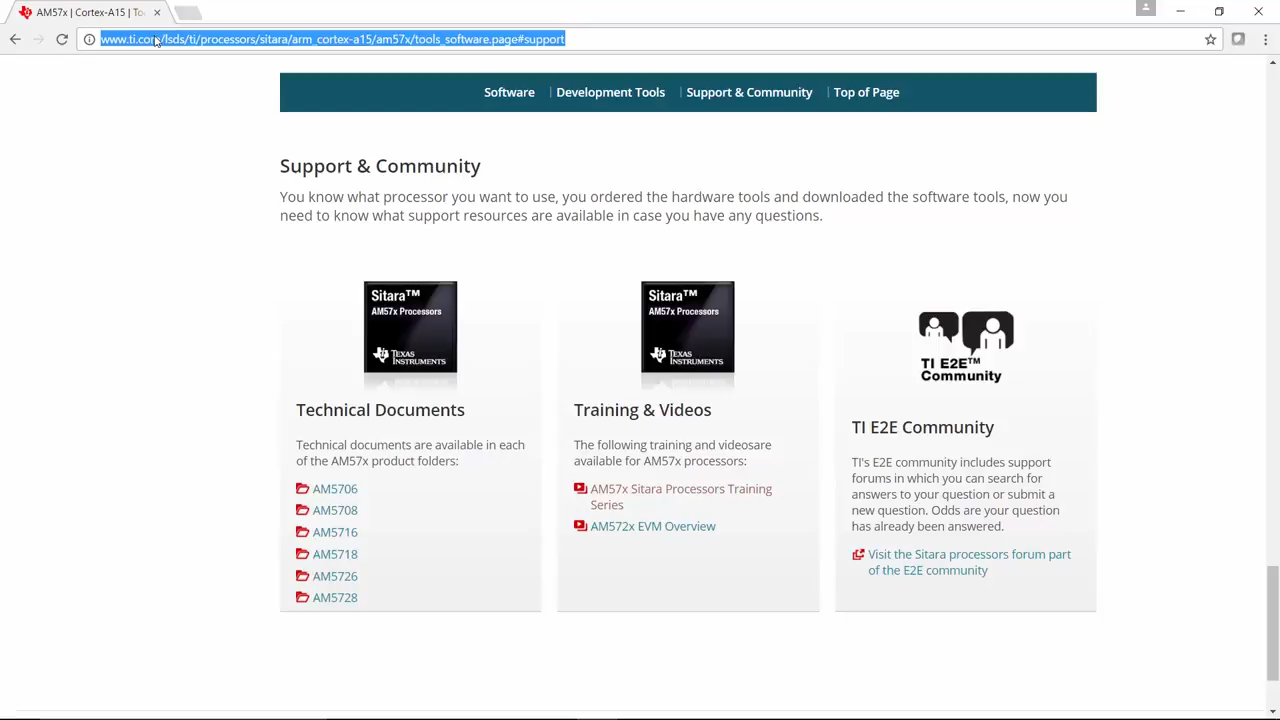 AM57x | Cortex-A15 | To
www.ti.com/lsds/ti/processors/sitara/arm_cortex-a15/am57x/tools_software.page#support
Software | Development Tools | Support & Community | Top of Page
Support & Community
You know what processor you want to use, you ordered the hardware tools and downloaded the software tools, now you
need to know what support resources are available in case you have any questions.
Sitara™
AM57x Processors
TEXAS
INSTRUMENTS
Technical Documents
Technical documents are available in each
of the AM57x product folders:
AM5706
AM5708
AM5716
AM5718
AM5726
AM5728
Sitara™
AM57x Processors
TEXAS
INSTRUMENTS
Training & Videos
The following training and videosare
available for AM57x processors:
AM57x Sitara Processors Training
Series
AM572x EVM Overview
TI E2E™
Community
TI E2E Community
TI's E2E community includes support
forums in which you can search for
answers to your question or submit a
new question. Odds are your question
has already been answered.
Visit the Sitara processors forum part
of the E2E community